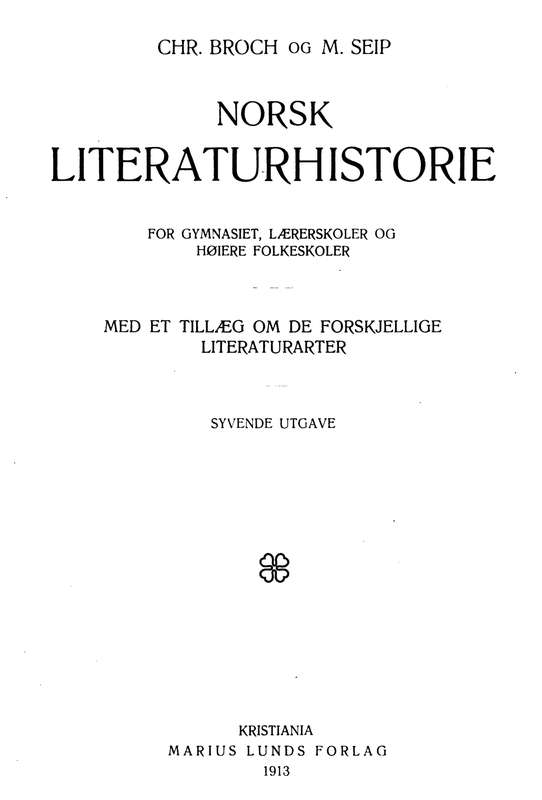 CHR. BROCH OG M. SEIP
NORSK
LITERATURHISTORIE
FOR GYMNASIET, LÆRERSKOLER OG
HØIERE FOLKESKOLER
MED ET TILLÆG OM DE FORSKJELLIGE
LITERATURARTER
SYVENDE UTGAVE
KRISTIANIA
MARIUS LUNDS FORLAG
1913